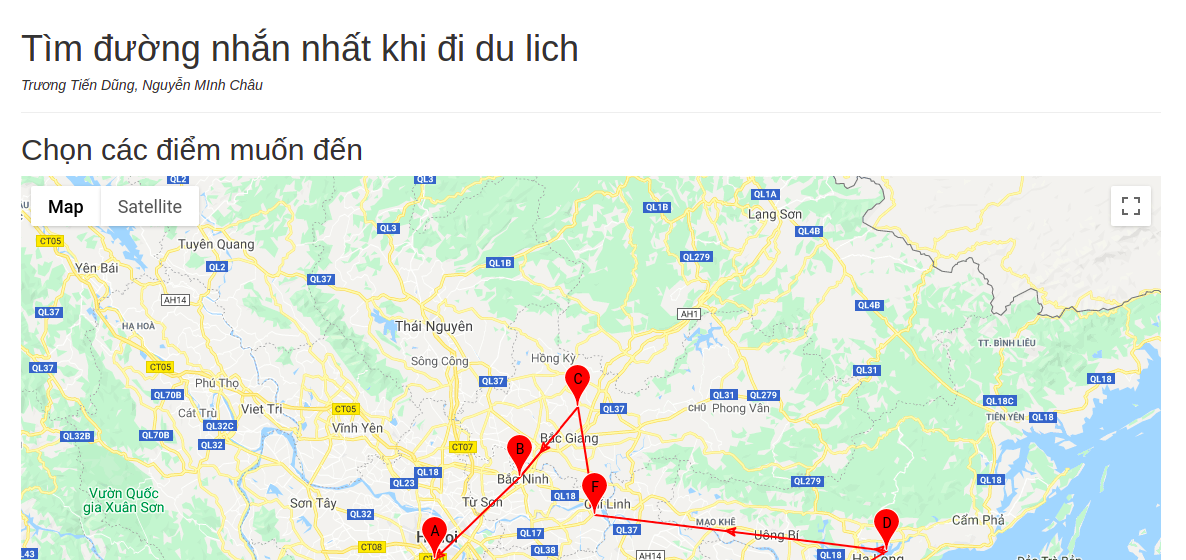 Tìm đường nhắn nhất khi đi du lich
Trương Tiến Dũng, Nguyễn MInh Châu
Chọn các điểm muốn đến
Map
Satellite
QL2
QL3
QL1A
QL1B
Lạng Sơn
QL3
QL4B
CT05
Tuyên Quang
QL279
Yên Bái
QL2
QL1B
QL37
AH14
QL4B
QL37
AH1
HẠ HOÀ
Thái Nguyên
TT. BÌNH LIÊU
Sông Công
Hồng Kỳ
QL37
CT05
QL31
Phú Thọ
QL37
C
QL18
QL70B
QL31
QL279
Cát Trù
Việt Trì
CT05
QL37
CHŨ
Phong Vân
QL18C
TIÊN YÊN
QL18
QL32C
Vĩnh Yên
QL32B
QL70B
QL32
CT07
B
Bắc Giang
QL18
QL23
Bắc Ninh
QL279
QL18
Vườn Quốc
gia Xuân Sơn
Sơn Tây
Từ Sơn
QL18
F
Chí Linh
QL32
MẠO KHÊ
D
Cẩm Phả
A
Hà Nội
QL17
QL37
Uông Bí
CT08
QL38
AH14
QL18
Hạ Long